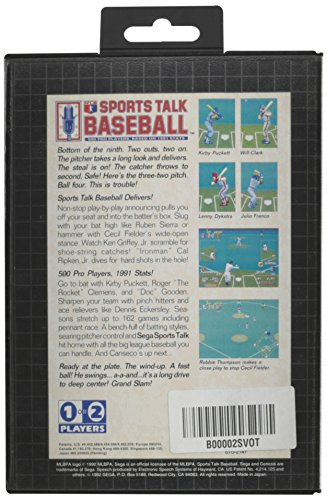 SPORTS TALK
BASEBALL™
500 PRO PLAYERS, BASED ON 1991 STATS
Bottom of the ninth. Two outs, two on.
The pitcher takes a long look and delivers.
The steal is on! The catcher throws to
second. Safe! Here's the three-two pitch.
Ball four. This is trouble!
Sports Talk Baseball Delivers!
Non-stop play-by-play announcing pulls you
off your seat and into the batter's box. Slug
with your bat high like Ruben Sierra or
hammer with Cecil Fielder's wide-open
stance. Watch Ken Griffey, Jr. scramble for
shoe-string catches' "Ironman" Cal
Ripken, Jr. dives for hard shots in the hole!
500 Pro Players, 1991 Stats!
Go to bat with Kirby Puckett, Roger "The
Rocket" Clemens, and "Doc" Gooden.
Sharpen your team with pinch hitters and
ace relievers like Dennis Eckersley. Sea-
sons stretch up to 162 games including
pennant race. A bench-full of batting styles,
searing pitcher control and Sega Sports Talk
hit home with all the big league baseball you
can handle. And Canseco is up next...
Ready at the plate. The wind-up. A fast
ball! He swings...a-a-and...it's a long drive
to deep center! Grand Slam!
Kirby Puckett
Will Clark
Lenny Dykstra
Julio Franco
Robbie Thompson makes a
close play to stop Cecil Fielder.
1 or 2
PLAYERS
B00002SVOT